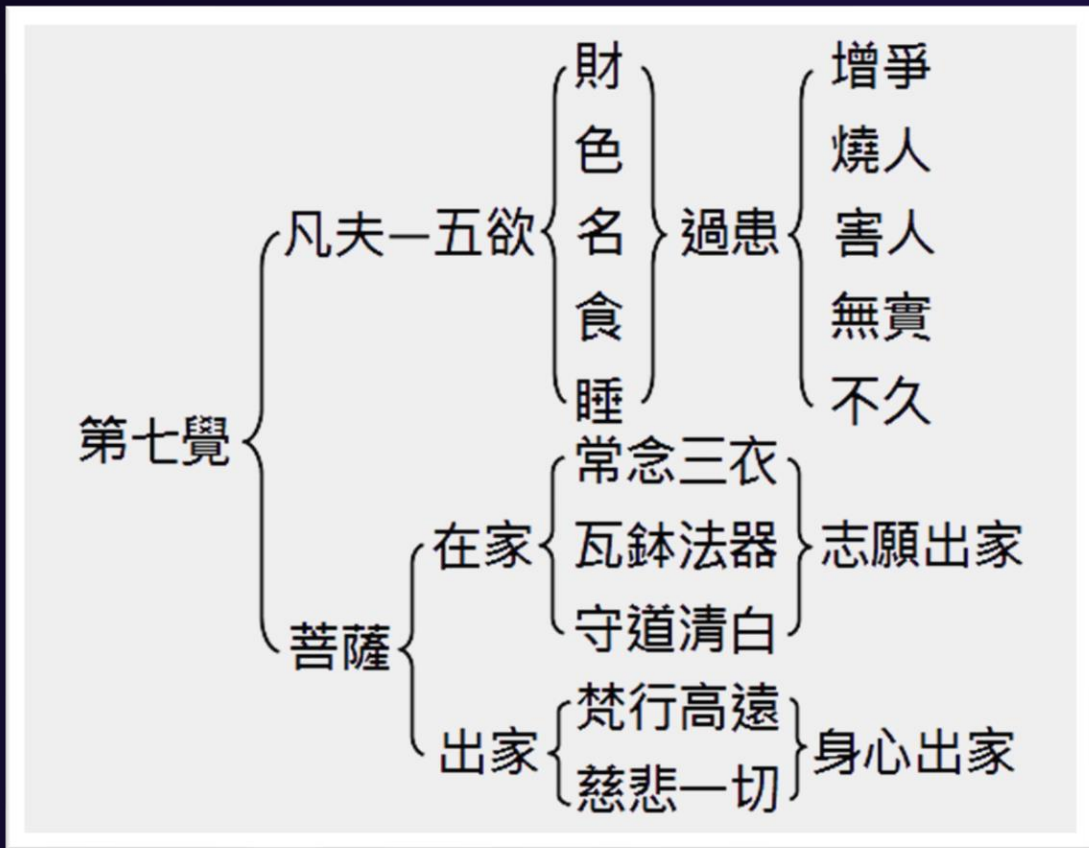 第七覺
凡夫—五欲
財
色
名
食
睡
過患
增爭
燒人
害人
無實
不久
菩薩
在家
常念三衣
瓦鉢法器
守道清白
志願出家
出家
梵行高遠
慈悲一切
身心出家